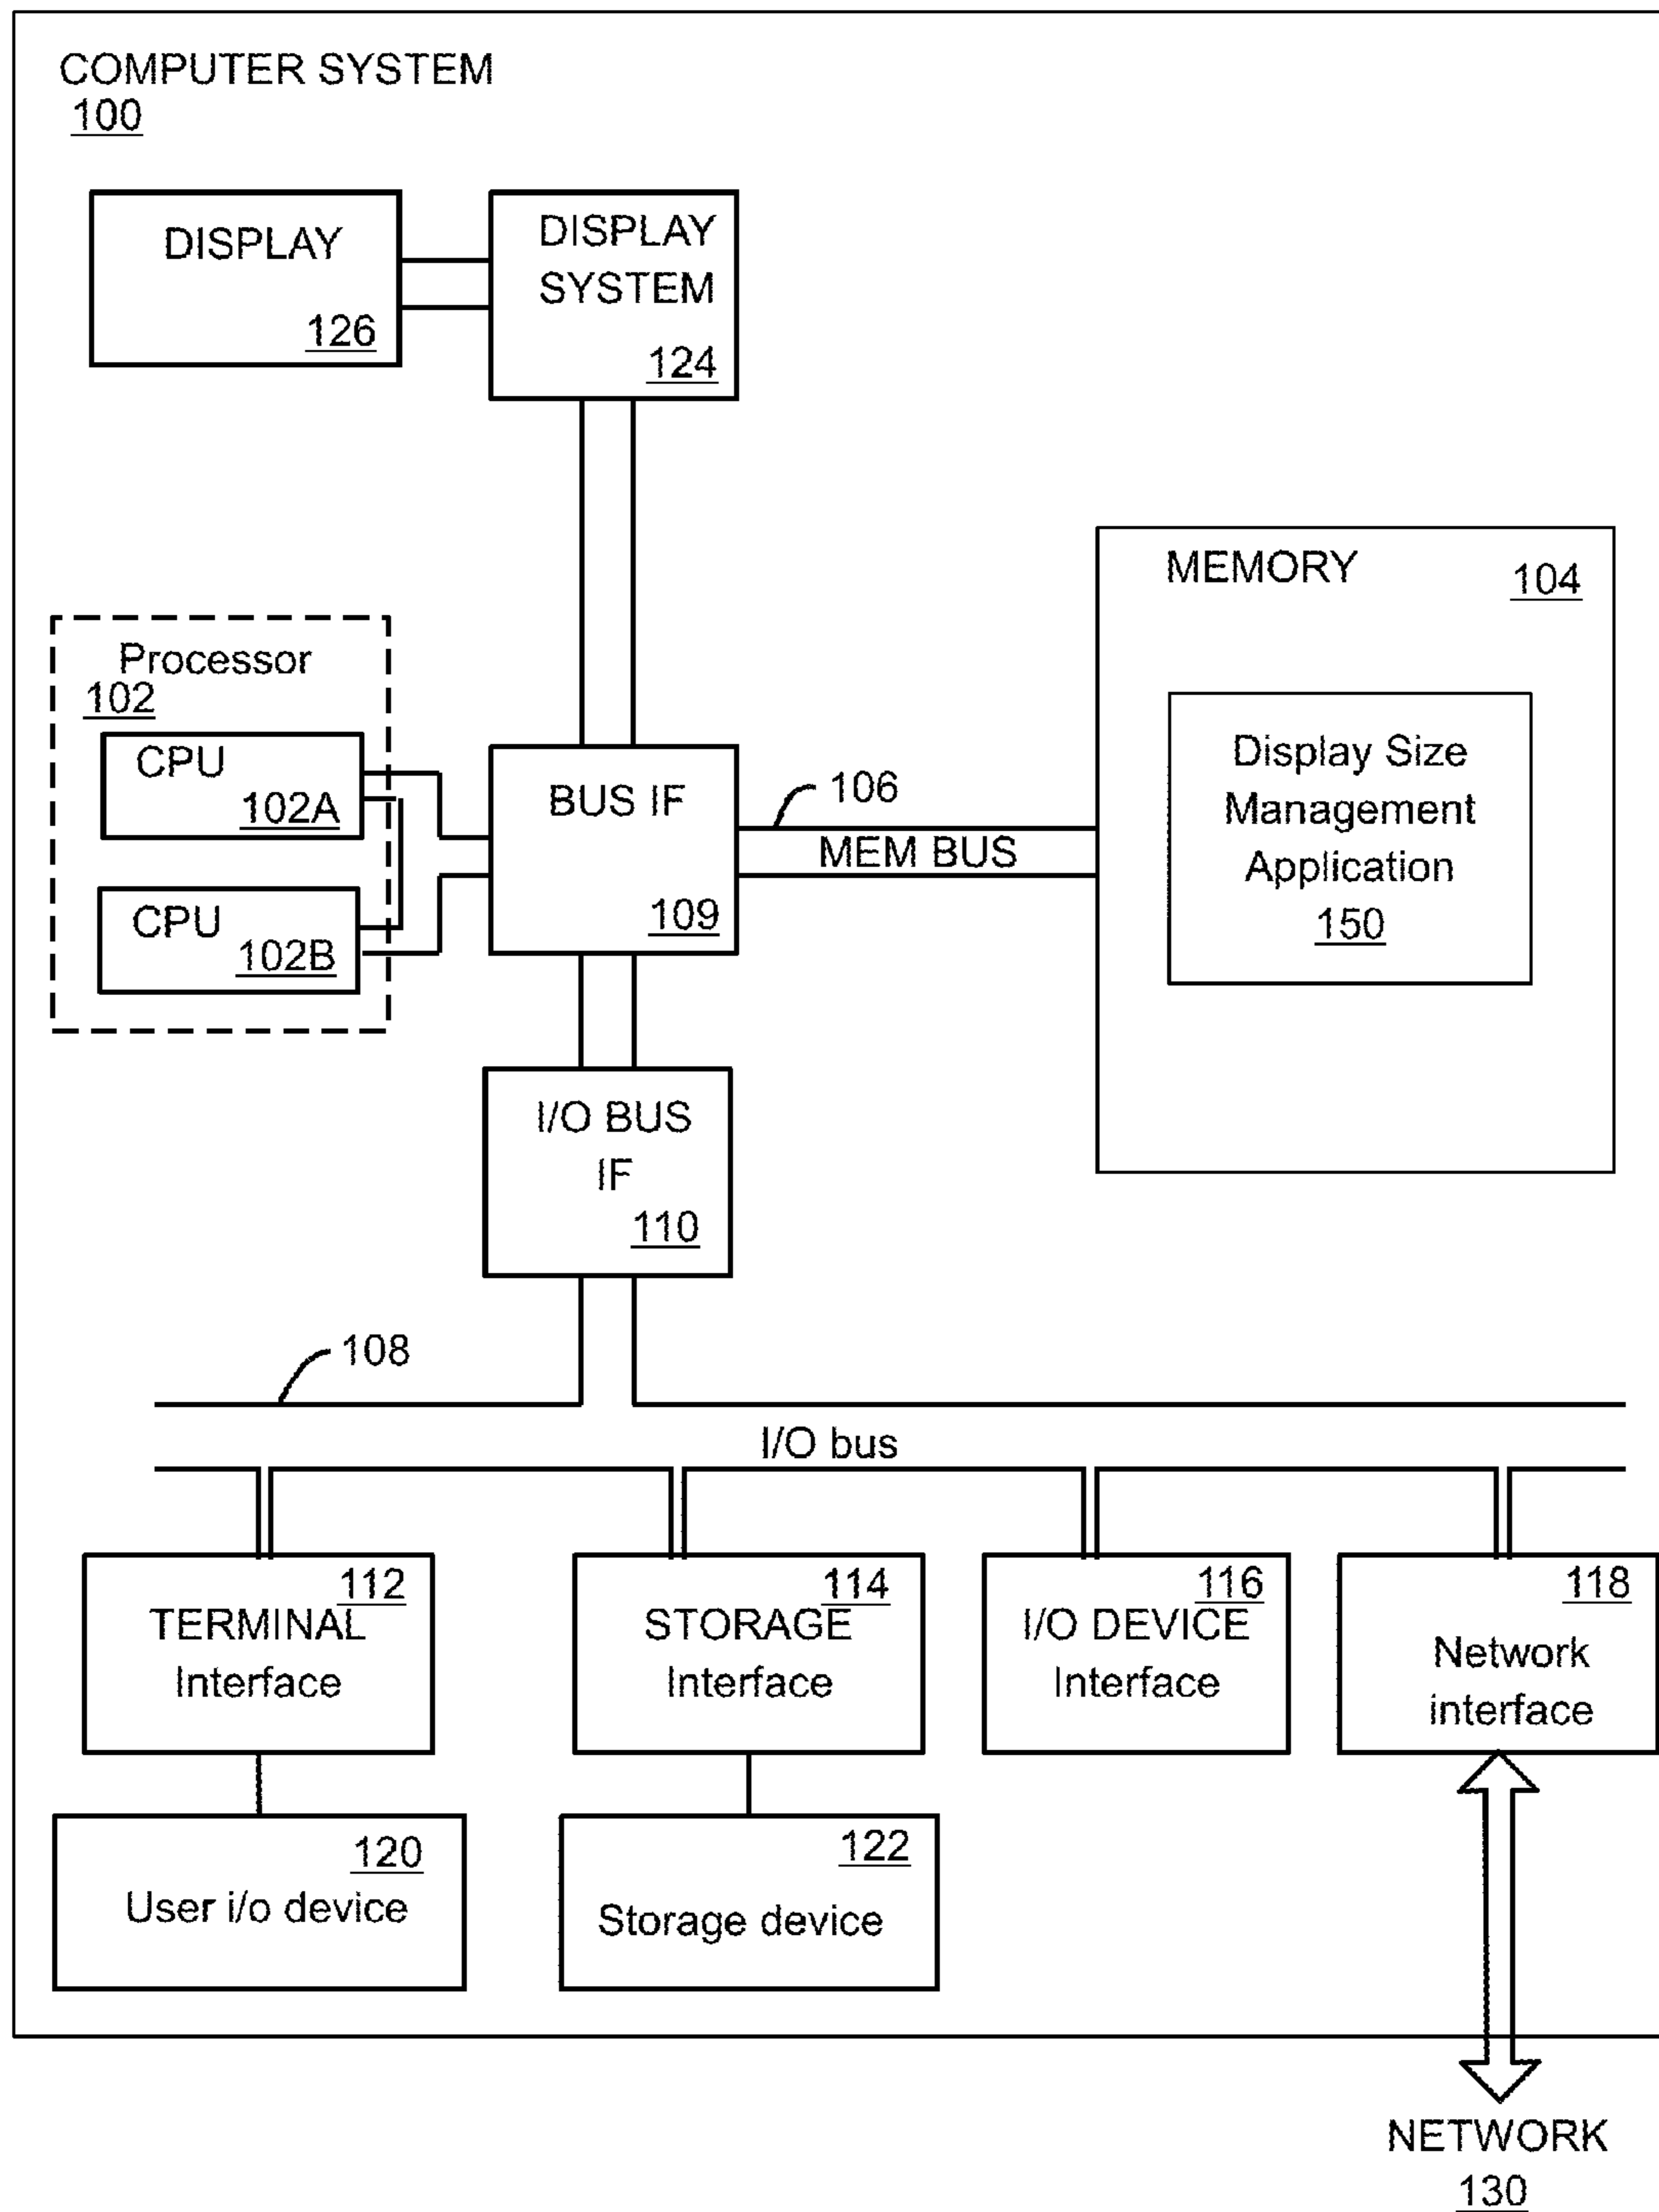 COMPUTER SYSTEM
100
DISPLAY
126
DISPLAY
SYSTEM
124
MEMORY
104
Display Size
Management
Application
150
Processor
102
CPU
102A
CPU
102B
BUS IF
109
106
MEM BUS
I/O BUS
IF
110
108
I/O bus
112
TERMINAL
Interface
114
STORAGE
Interface
116
I/O DEVICE
Interface
118
Network
interface
120
User i/o device
122
Storage device
NETWORK
130